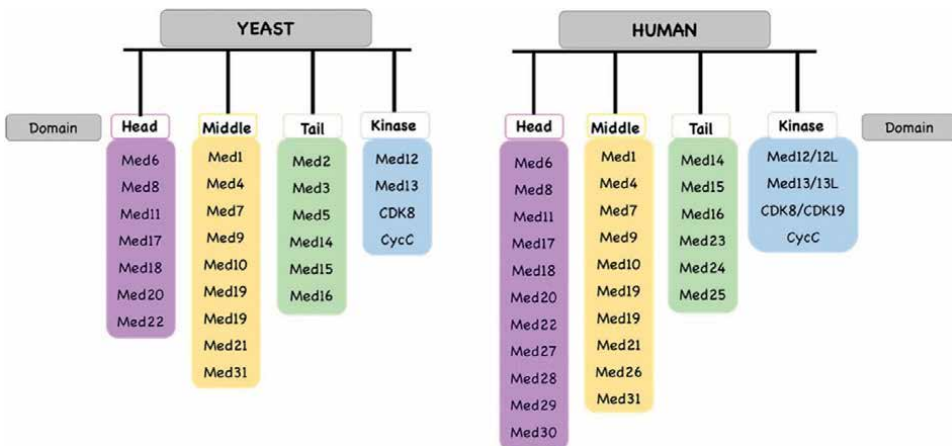 YEAST
Domain
Head
Med6
Med8
Med11
Med17
Med18
Med20
Med22
Middle
Med1
Med4
Med7
Med9
Med10
Med19
Med19
Med21
Med31
Tail
Med2
Med3
Med5
Med14
Med15
Med16
Kinase
Med12
Med13
CDK8
CycC
HUMAN
Head
Med6
Med8
Med11
Med17
Med18
Med20
Med22
Med27
Med28
Med29
Med30
Middle
Med1
Med4
Med7
Med9
Med10
Med19
Med19
Med21
Med26
Med31
Tail
Med14
Med15
Med16
Med23
Med24
Med25
Kinase
Med12/12L
Med13/13L
CDK8/CDK19
CycC
Domain